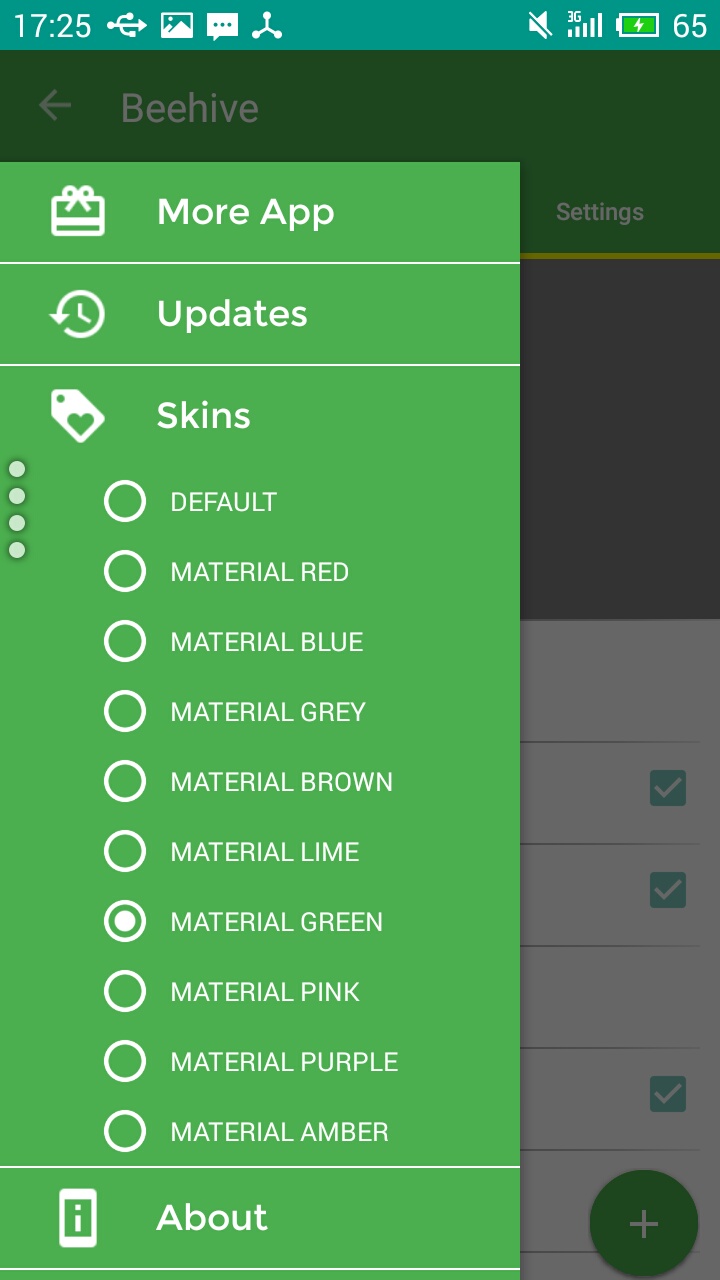 17:25
3G
65
Beehive
Settings
More App
Updates
Skins
DEFAULT
MATERIAL RED
MATERIAL BLUE
MATERIAL GREY
MATERIAL BROWN
MATERIAL LIME
MATERIAL GREEN
MATERIAL PINK
MATERIAL PURPLE
MATERIAL AMBER
About